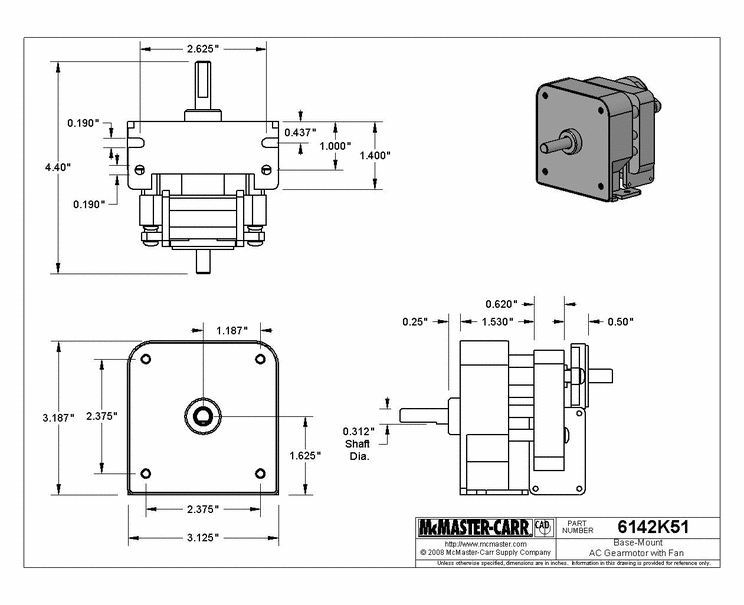 2.625"
0.190"
0.437"
1.000"
1.400"
4.40"
0.190"
0.620"
0.25"
1.530"
0.50"
1.187"
3.187"
2.375"
0.312"
Shaft
Dia.
1.625"
2.375"
3.125"
McMASTER-CARR CAD
PART
NUMBER
6142K51
http://www.mcmaster.com
© 2008 McMaster-Carr Supply Company
Base-Mount
AC Gearmotor with Fan
Unless otherwise specified, dimensions are in inches. Information in this drawing is provided for reference only.